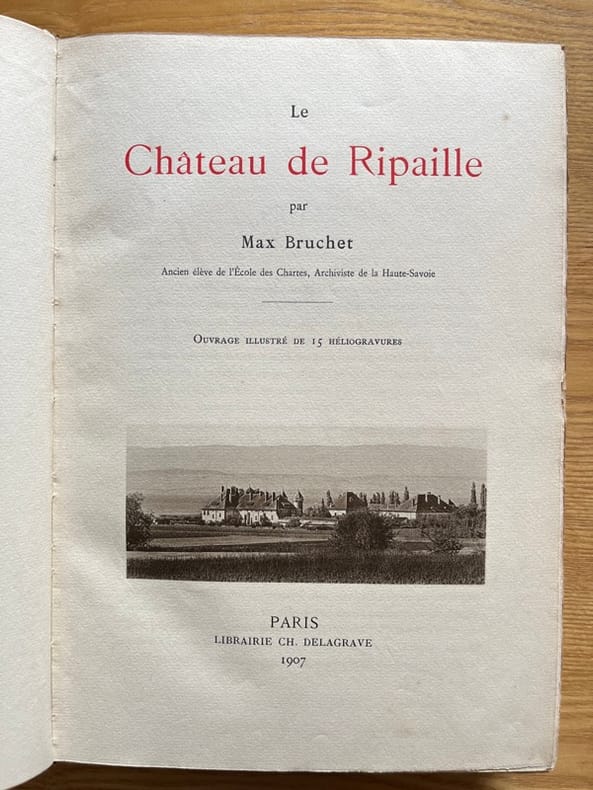 Le
Château de Ripaille
par
Max Bruchet
Ancien élève de l'École des Chartes, Archiviste de la Haute-Savoie
Ouvrage illustré de 15 héliogravures
PARIS
LIBRAIRIE CH. DELAGRAVE
1907